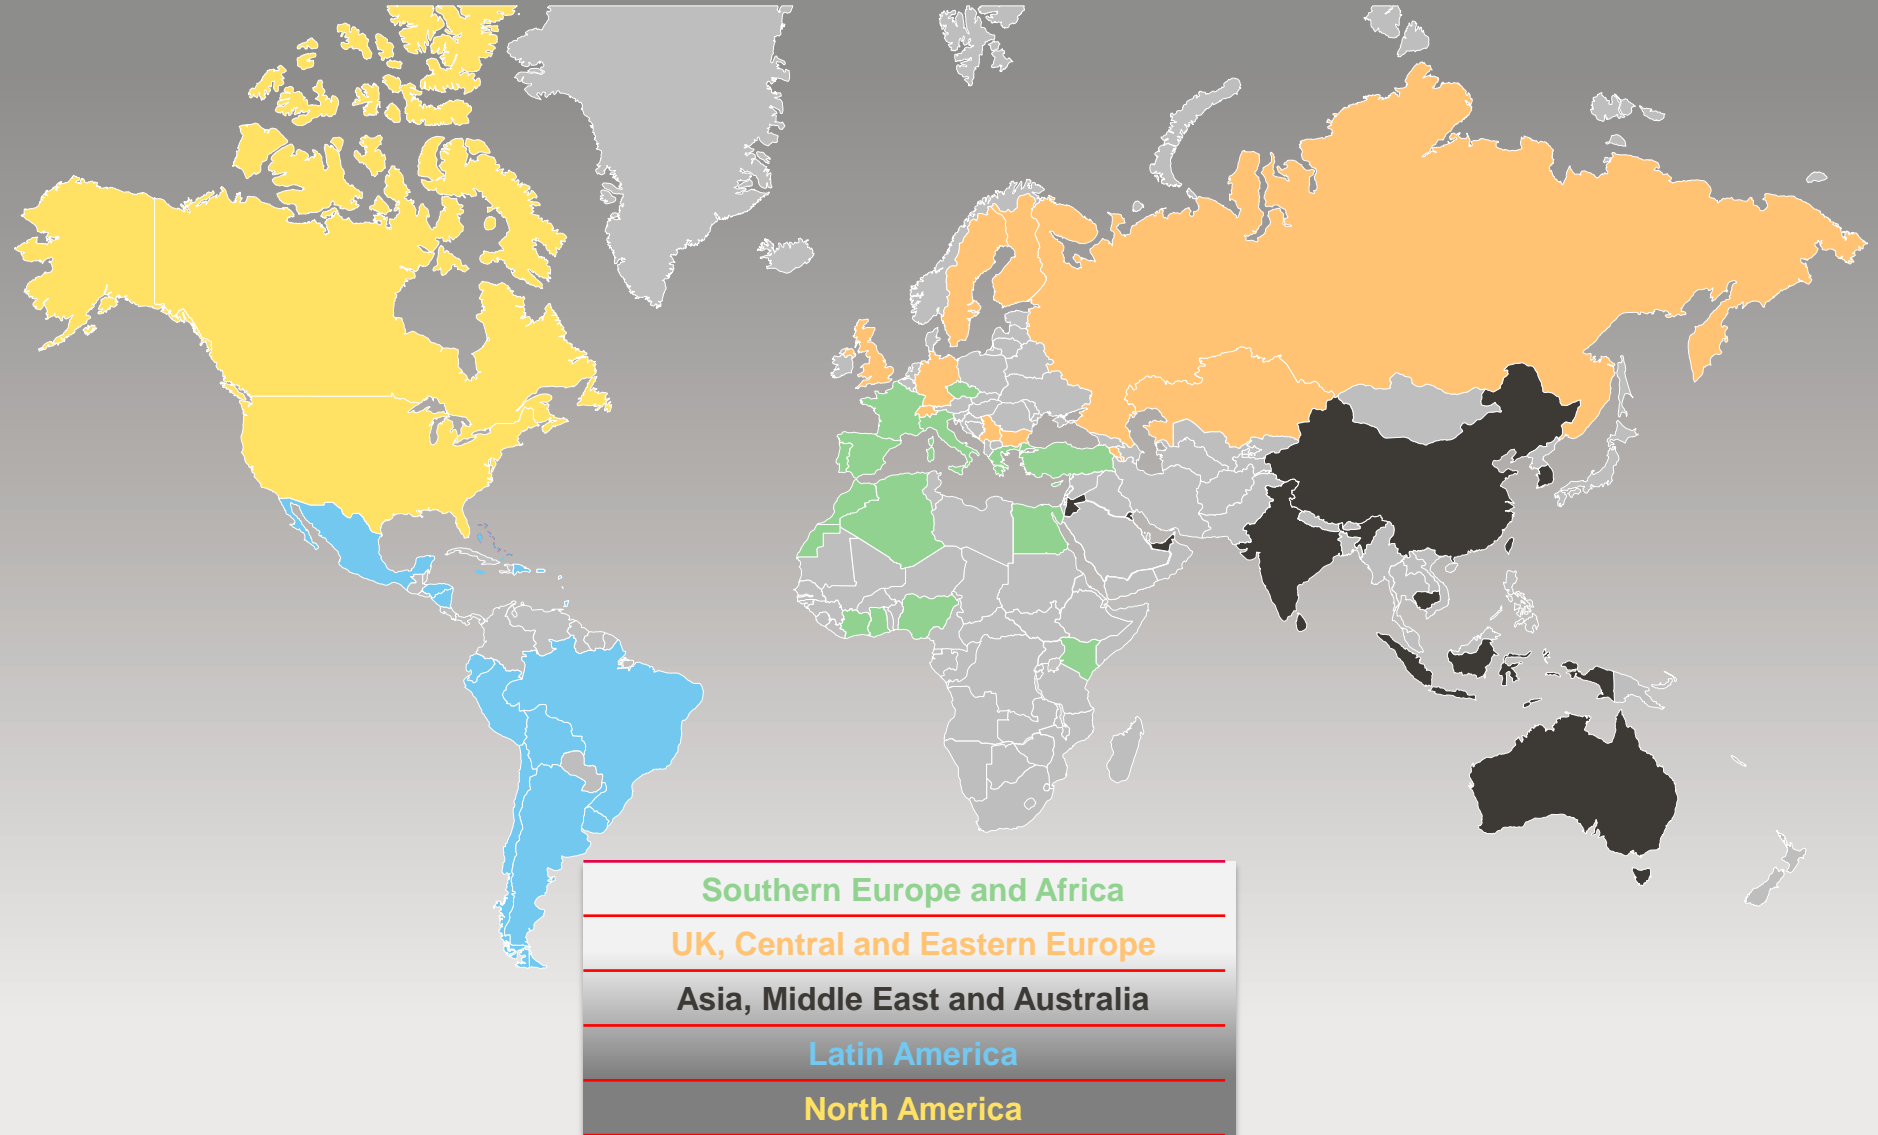 Southern Europe and Africa
UK, Central and Eastern Europe
Asia, Middle East and Australia
Latin America
North America